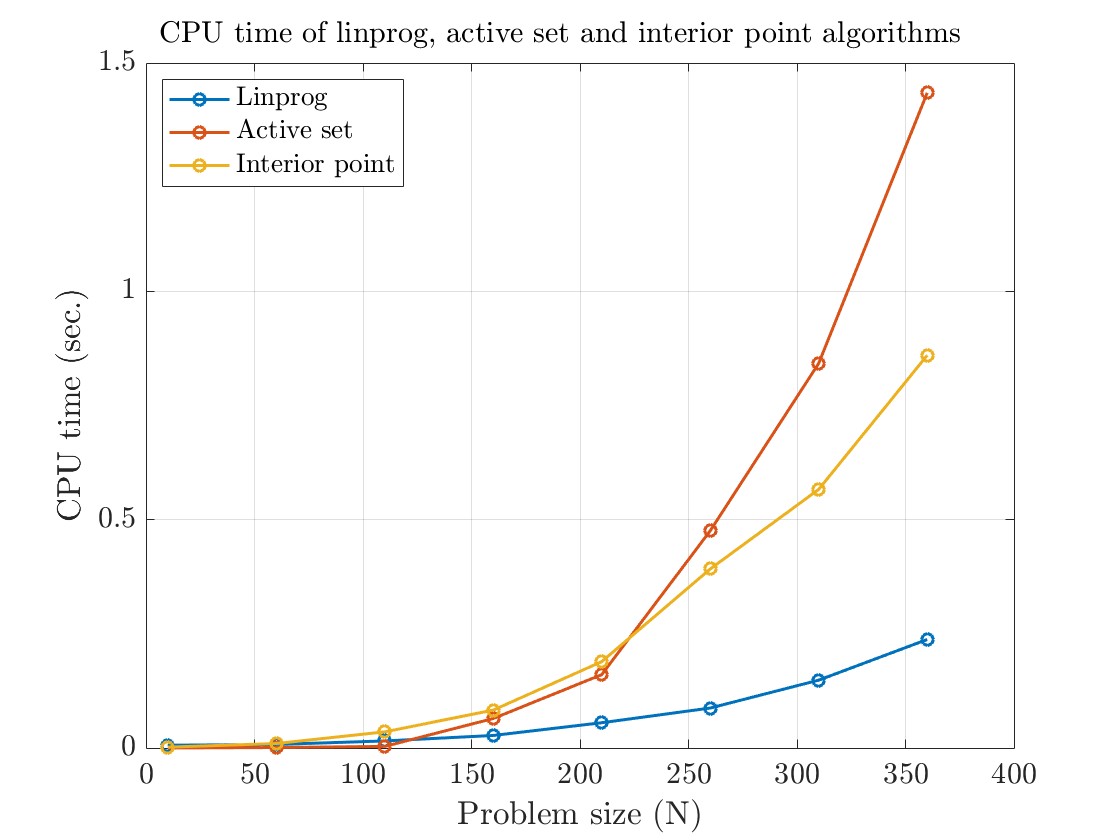 CPU time of linprog, active set and interior point algorithms
1.5
1
0.5
0
CPU time (sec.)
Linprog
Active set
Interior point
0 50 100 150 200 250 300 350 400
Problem size (N)